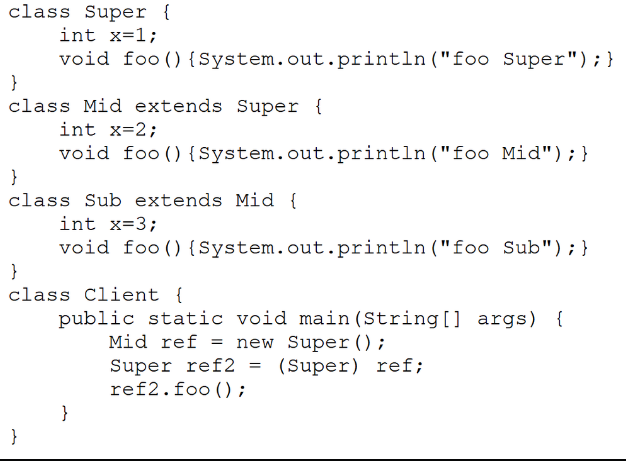 class Super {
    int x=1;
    void foo(){System.out.println("foo Super");}
}
class Mid extends Super {
    int x=2;
    void foo(){System.out.println("foo Mid");}
}
class Sub extends Mid {
    int x=3;
    void foo(){System.out.println("foo Sub");}
}
class Client {
    public static void main(String[] args) {
        Mid ref = new Super();
        Super ref2 = (Super) ref;
        ref2.foo();
    }
}